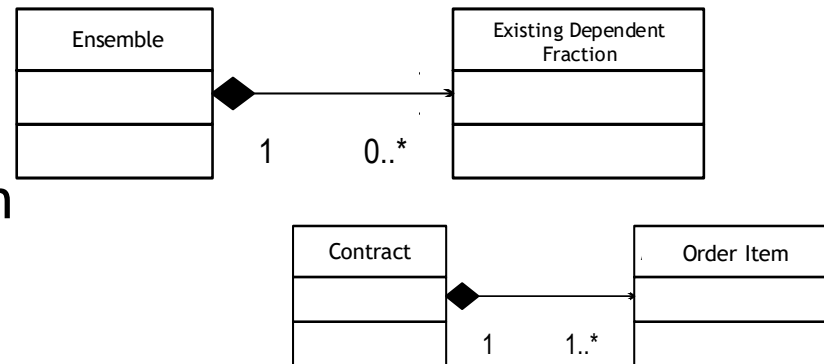 Ensemble
Existing Dependent
Fraction
1 0..*
Contract
Order Item
1 1..*